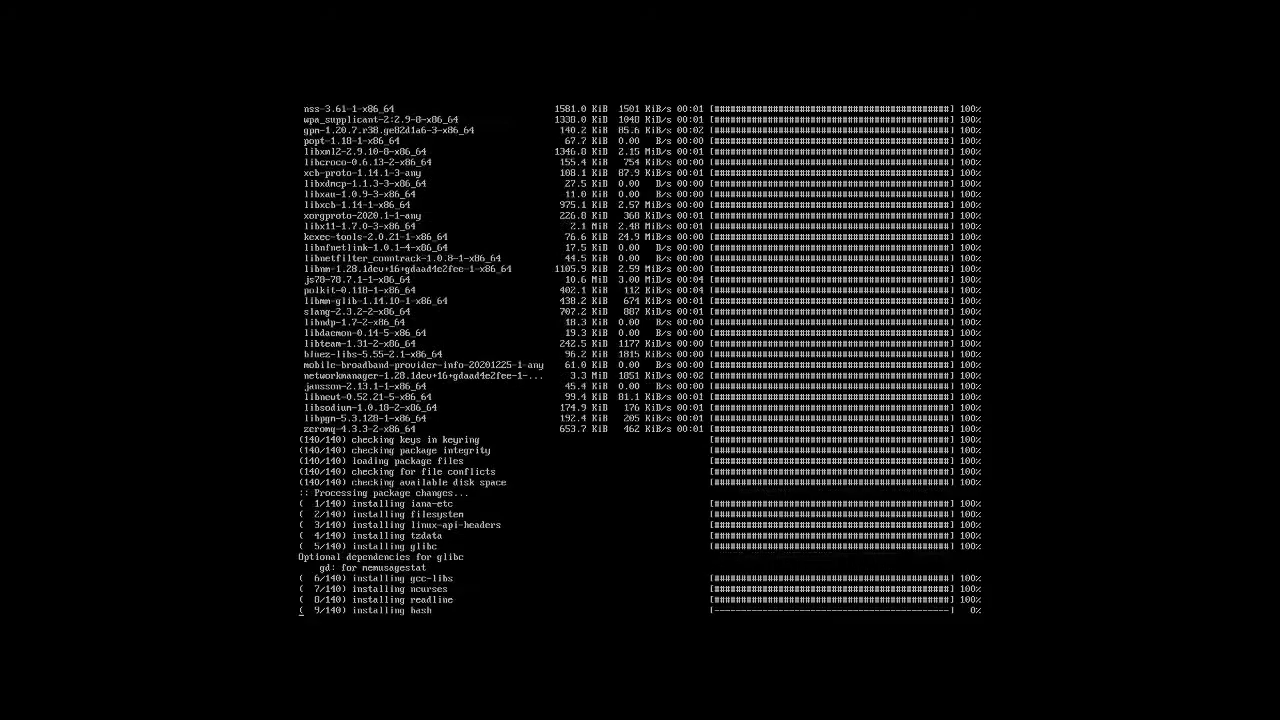 nss-3.61-1-x86_64 1581.0 KiB 1501 KiB/s 00:01 [######################################] 100%
wpa_supplicant-2:2.9-8-x86_64 1338.0 KiB 1048 KiB/s 00:01 [######################################] 100%
gpm-1.20.7.r38.ge82d1a6-3-x86_64 140.2 KiB 85.6 KiB/s 00:02 [######################################] 100%
popt-1.18-1-x86_64 67.7 KiB 0.00 B/s 00:00 [######################################] 100%
libxml2-2.9.10-8-x86_64 1346.8 KiB 2.15 MiB/s 00:01 [######################################] 100%
libcroco-0.6.13-2-x86_64 155.4 KiB 754 KiB/s 00:00 [######################################] 100%
xcb-proto-1.14.1-3-any 108.1 KiB 87.9 KiB/s 00:01 [######################################] 100%
libxdmcp-1.1.3-3-x86_64 27.5 KiB 0.00 B/s 00:00 [######################################] 100%
libxau-1.0.9-3-x86_64 11.0 KiB 0.00 B/s 00:00 [######################################] 100%
libxcb-1.14-1-x86_64 975.1 KiB 2.57 MiB/s 00:00 [######################################] 100%
xorgproto-2020.1-1-any 226.8 KiB 368 KiB/s 00:01 [######################################] 100%
libx11-1.7.0-3-x86_64 2.1 MiB 2.48 MiB/s 00:01 [######################################] 100%
kexec-tools-2.0.21-1-x86_64 76.6 KiB 24.9 MiB/s 00:00 [######################################] 100%
libnfnetlink-1.0.1-4-x86_64 17.5 KiB 0.00 B/s 00:00 [######################################] 100%
libnetfilter_conntrack-1.0.8-1-x86_64 44.5 KiB 0.00 B/s 00:00 [######################################] 100%
libnm-1.28.1dev+16+gdaad4e2fee-1-x86_64 1105.9 KiB 2.59 MiB/s 00:00 [######################################] 100%
js78-78.7.1-1-x86_64 10.6 MiB 3.00 MiB/s 00:04 [######################################] 100%
polkit-0.118-1-x86_64 402.1 KiB 112 KiB/s 00:04 [######################################] 100%
libmm-glib-1.14.10-1-x86_64 438.2 KiB 674 KiB/s 00:01 [######################################] 100%
slang-2.3.2-2-x86_64 707.2 KiB 887 KiB/s 00:01 [######################################] 100%
libndp-1.7-2-x86_64 18.3 KiB 0.00 B/s 00:00 [######################################] 100%
libdaemon-0.14-5-x86_64 19.3 KiB 0.00 B/s 00:00 [######################################] 100%
libteam-1.31-2-x86_64 242.5 KiB 1177 KiB/s 00:00 [######################################] 100%
bluez-libs-5.55-2.1-x86_64 96.2 KiB 1815 KiB/s 00:00 [######################################] 100%
mobile-broadband-provider-info-20201225-1-any 61.0 KiB 0.00 B/s 00:00 [######################################] 100%
networkmanager-1.28.1dev+16+gdaad4e2fee-1-... 3.3 MiB 1851 KiB/s 00:02 [######################################] 100%
jansson-2.13.1-1-x86_64 45.4 KiB 0.00 B/s 00:00 [######################################] 100%
libnewt-0.52.21-5-x86_64 99.4 KiB 81.1 KiB/s 00:01 [######################################] 100%
libsodium-1.0.18-2-x86_64 174.9 KiB 176 KiB/s 00:01 [######################################] 100%
libpgm-5.3.128-1-x86_64 192.4 KiB 205 KiB/s 00:01 [######################################] 100%
zeromq-4.3.3-2-x86_64 653.7 KiB 462 KiB/s 00:01 [######################################] 100%
(140/140) checking keys in keyring [######################################] 100%
(140/140) checking package integrity [######################################] 100%
(140/140) loading package files [######################################] 100%
(140/140) checking for file conflicts [######################################] 100%
(140/140) checking available disk space [######################################] 100%
:: Processing package changes...
( 1/140) installing iana-etc [######################################] 100%
( 2/140) installing filesystem [######################################] 100%
( 3/140) installing linux-api-headers [######################################] 100%
( 4/140) installing tzdata [######################################] 100%
( 5/140) installing glibc [######################################] 100%
Optional dependencies for glibc
gd: for memusagestat
( 6/140) installing gcc-libs [######################################] 100%
( 7/140) installing ncurses [######################################] 100%
( 8/140) installing readline [######################################] 100%
( 9/140) installing bash [--------------------------------------] 0%